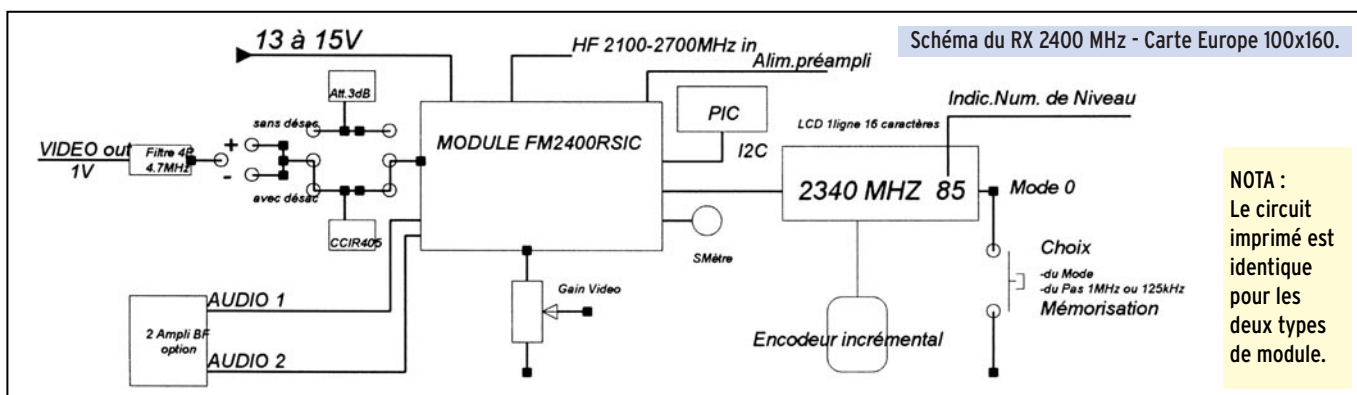 Schéma du RX 2400 MHz - Carte Europe 100x160.
13 à 15V
HF 2100-2700MHz in
Alim.préampli
Att.3dB
sans désac
VIDEO out
1V
Filtre 4P
4.7MHz
+
-
avec désac
CCIR405
MODULE FM2400RSIC
PIC
I2C
LCD 1ligne 16 caractères
Indic.Num. de Niveau
2340 MHZ 85
Mode 0
SMètre
Choix
-du Mode
-du Pas 1MHz ou 125kHz
Mémorisation
Gain Video
Encodeur incrémental
AUDIO 1
2 Ampli BF
option
AUDIO 2
NOTA :
Le circuit
imprimé est
identique
pour les
deux types
de module.